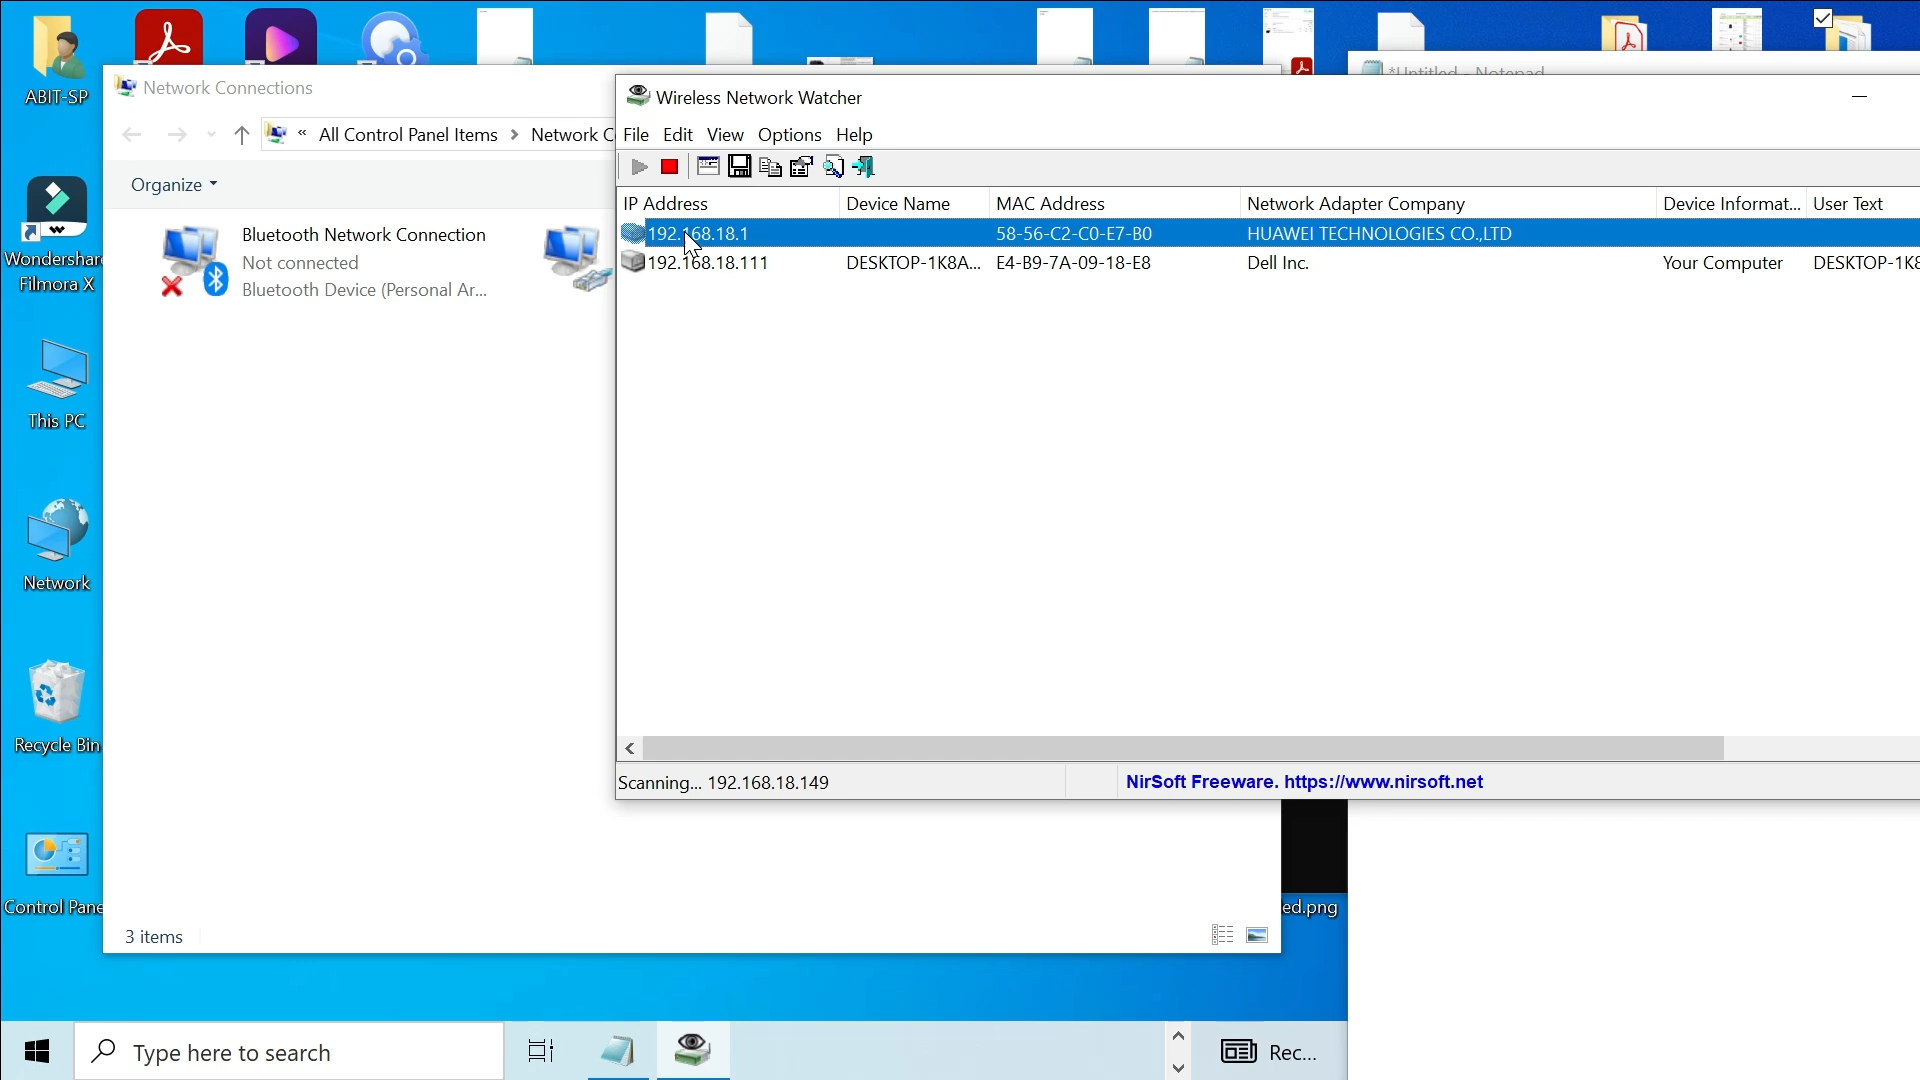 ABIT-SP
Wondershar
Filmora X
This PC
Network
Recycle Bin
Control Pane
Network Connections
« All Control Panel Items > Network C
Organize
Bluetooth Network Connection
Not connected
Bluetooth Device (Personal Ar...
3 items
*Untitled - Notepad
Wireless Network Watcher
File Edit View Options Help
IP Address Device Name MAC Address Network Adapter Company Device Informat... User Text
192.168.18.1 58-56-C2-C0-E7-B0 HUAWEI TECHNOLOGIES CO.,LTD
192.168.18.111 DESKTOP-1K8A... E4-B9-7A-09-18-E8 Dell Inc. Your Computer DESKTOP-1K8
Scanning... 192.168.18.149
NirSoft Freeware. https://www.nirsoft.net
ed.png
Type here to search
Rec...